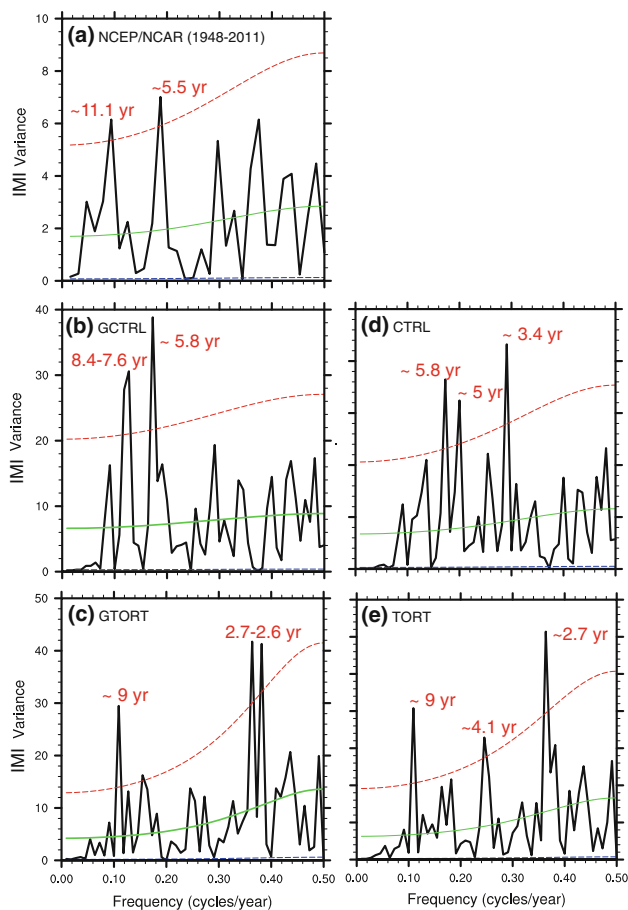 (a) NCEP/NCAR (1948-2011)
~11.1 yr
~5.5 yr
IMI Variance
10
8
6
4
2
0
(b) GCTRL
8.4-7.6 yr
~ 5.8 yr
IMI Variance
40
30
20
10
0
(d) CTRL
~ 5.8 yr
~ 5 yr
~ 3.4 yr
(c) GTORT
~ 9 yr
2.7-2.6 yr
IMI Variance
50
40
30
20
10
0
0.00 0.10 0.20 0.30 0.40 0.50
Frequency (cycles/year)
(e) TORT
~ 9 yr
~4.1 yr
~2.7 yr
0.00 0.10 0.20 0.30 0.40 0.50
Frequency (cycles/year)